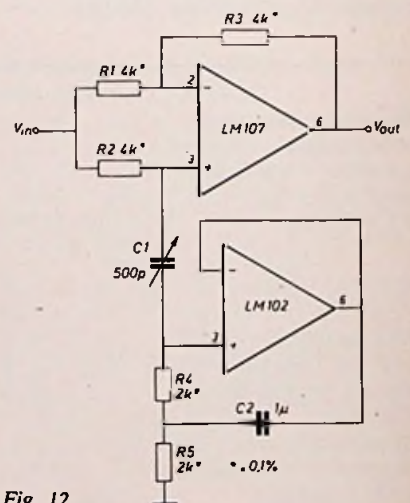 R3 4k*
R1 4k*
2
-
LM107
6
Vin
Vout
R2 4k*
3
+
C1
500p
-
LM102
6
3
+
R4
2k*
C2 1µ
R5
2k*
*=0,1%
Fig. 12